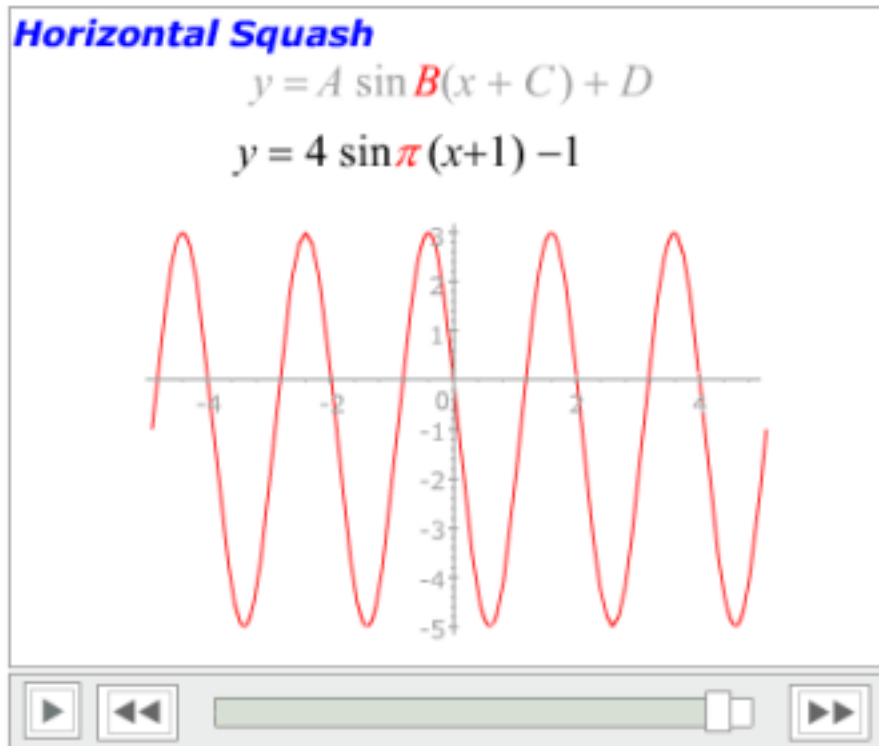 Horizontal Squash
y = A sin B(x + C) + D
y = 4 sin π (x+1) −1
3
2
1
-4 -2 0 2 4
-1
-2
-3
-4
-5